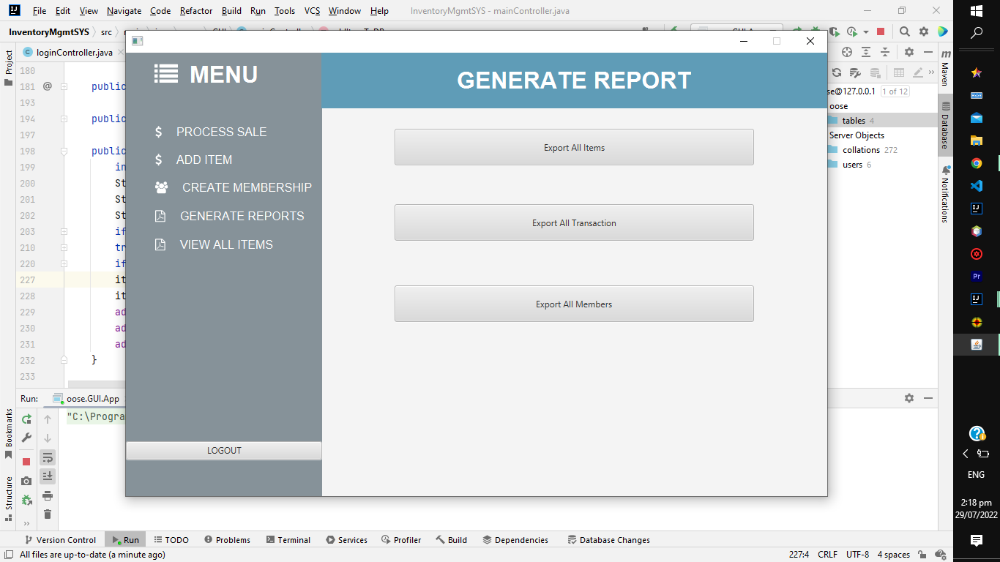 File Edit View Navigate Code Refactor Build Run Tools VCS Window Help InventoryMgmtSYS - mainController.java
InventoryMgmtSYS src
loginController.java
Project
180
181 @ public
193
194 public
197
198 public
199 in
200 St
201 St
202 St
203 if
210 tr
220 if
227 it
228 it
229 ad
230 ad
231 ad
232 }
233
MENU
PROCESS SALE
ADD ITEM
CREATE MEMBERSHIP
GENERATE REPORTS
VIEW ALL ITEMS
LOGOUT
GENERATE REPORT
Export All Items
Export All Transaction
Export All Members
se@127.0.0.1 1 of 12
oose
tables 4
Server Objects
collations 272
users 6
Maven
Database
Notifications
Run: oose.GUI.App
"C:\Progra
Bookmarks
Structure
Version Control Run TODO Problems Terminal Services Profiler Build Dependencies Database Changes
All files are up-to-date (a minute ago) 227:4 CRLF UTF-8 4 spaces
Pr
ENG
2:18 pm
29/07/2022